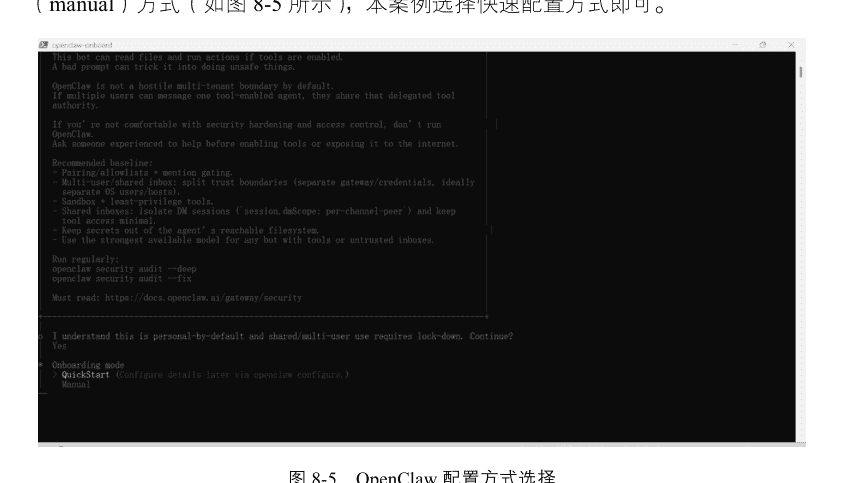 （manual）方式（如图 8-5 所示），本案例选择快速配置方式即可。
openclaw-onboard
This bot can read files and run actions if tools are enabled.
A bad prompt can trick it into doing unsafe things.
OpenClaw is not a hostile multi-tenant boundary by default.
If multiple users can message one tool-enabled agent, they share that delegated tool
authority.
If you're not comfortable with security hardening and access control, don't run
OpenClaw.
Ask someone experienced to help before enabling tools or exposing it to the internet.
Recommended baseline:
- Pairing/allowlists + mention gating.
- Multi-user/shared inbox: split trust boundaries (separate gateway/credentials, ideally
separate OS users/hosts).
- Sandbox + least-privilege tools.
- Shared inboxes: isolate DM sessions (`session.dmScope: per-channel-peer`) and keep
tool access minimal.
- Keep secrets out of the agent's reachable filesystem.
- Use the strongest available model for any bot with tools or untrusted inboxes.
Run regularly:
openclaw security audit --deep
openclaw security audit --fix
Must read: https://docs.openclaw.ai/gateway/security
o I understand this is personal-by-default and shared/multi-user use requires lock-down. Continue?
Yes
* Onboarding mode
> QuickStart (Configure details later via openclaw configure.)
Manual
图 8-5 OpenClaw 配置方式选择